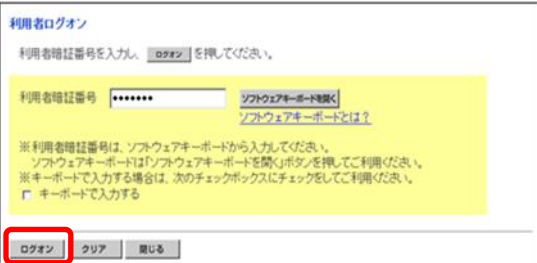 利用者ログオン
利用者暗証番号を入力し、 ログオン を押してください。
利用者暗証番号 ●●●●●●● ソフトウェアキーボードを開く
ソフトウェアキーボードとは?
※利用者暗証番号は、ソフトウェアキーボードから入力してください。
ソフトウェアキーボードは「ソフトウェアキーボードを開く」ボタンを押してご利用ください。
※キーボードで入力する場合は、次のチェックボックスにチェックをしてご利用ください。
キーボードで入力する
ログオン クリア 閉じる